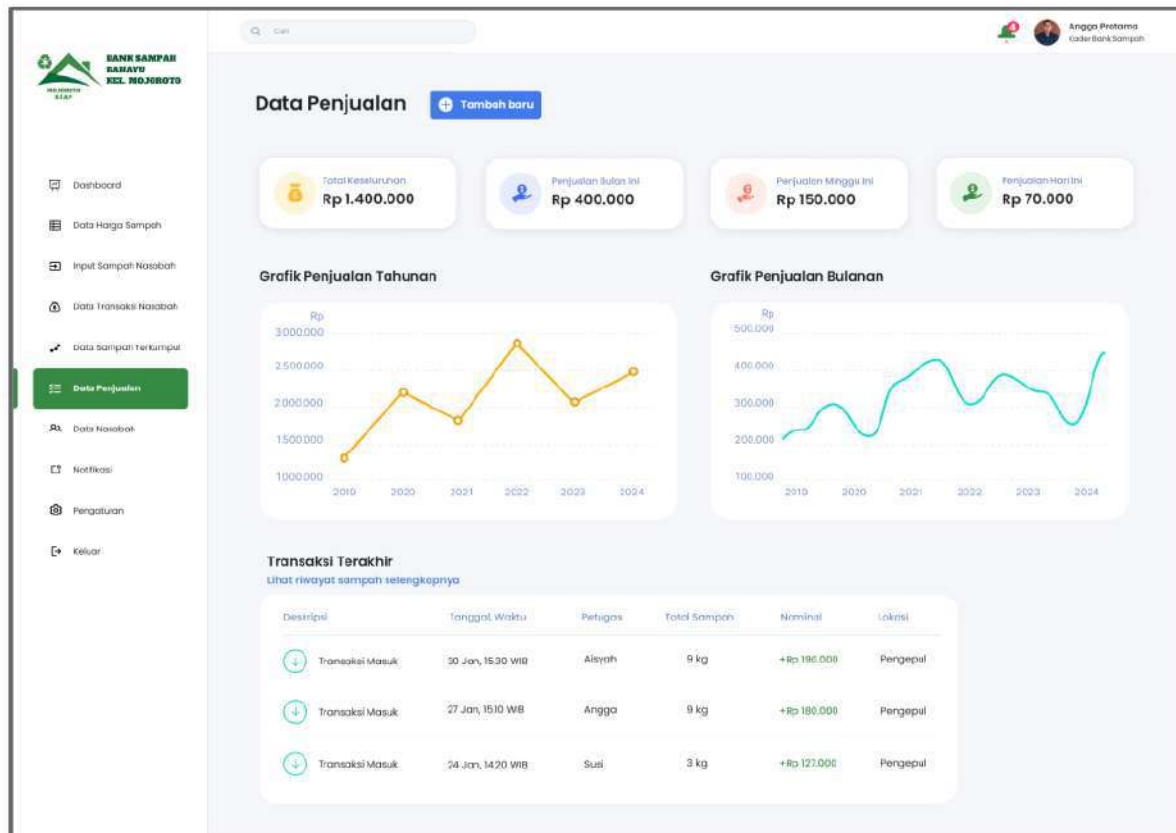 BANK SAMPAH
RAHAYU
KEL. MOJOROTO
MOJOROTO
Cari
4
Angga Pratama
Kader Bank Sampah
Dashboard
Data Harga Sampah
Input Sampah Nasabah
Data Transaksi Nasabah
Data Sampah Terkumpul
Data Penjualan
Data Nasabah
Notifikasi
Pengaturan
Keluar
Data Penjualan
Tambah baru
Total Keseluruhan
Rp 1.400.000
Penjualan Bulan Ini
Rp 400.000
Penjualan Minggu Ini
Rp 150.000
Penjualan Hari Ini
Rp 70.000
Grafik Penjualan Tahunan
Rp
3000.000
2.500.000
2.000.000
1.500.000
1000.000
2019 2020 2021 2022 2023 2024
Grafik Penjualan Bulanan
Rp
500.000
400.000
300.000
200.000
100.000
2019 2020 2021 2022 2023 2024
Transaksi Terakhir
Lihat riwayat sampah selengkapnya
Deskripsi Tanggal, Waktu Petugas Total Sampah Nominal Lokasi
Transaksi Masuk 30 Jan, 15.30 WIB Aisyah 9 kg Pengepul
Transaksi Masuk 27 Jan, 15.10 WIB Angga 9 kg +Rp 180.000 Pengepul
Transaksi Masuk 24 Jan, 14.20 WIB Susi 3 kg +Rp 127.000 Pengepul